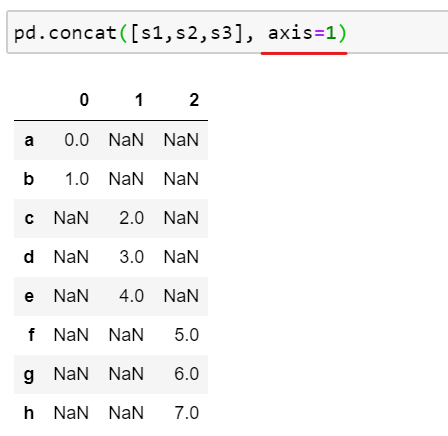 pd.concat([s1,s2,s3], axis=1)
0 1 2
a 0.0 NaN NaN
b 1.0 NaN NaN
c NaN 2.0 NaN
d NaN 3.0 NaN
e NaN 4.0 NaN
f NaN NaN 5.0
g NaN NaN 6.0
h NaN NaN 7.0